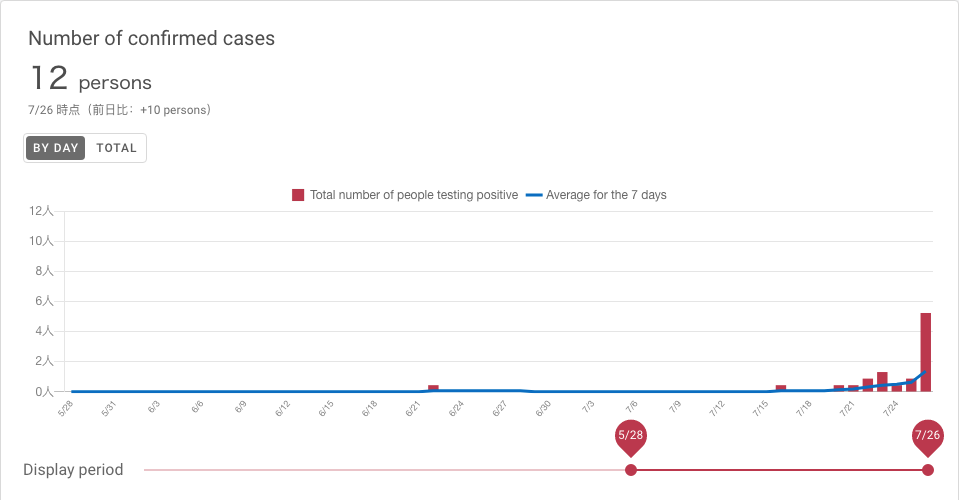 Number of confirmed cases
12 persons
7/26 時点（前日比：+10 persons）
BY DAY TOTAL
Total number of people testing positive Average for the 7 days
12人
10人
8人
6人
4人
2人
0人
5/28 5/31 6/3 6/6 6/9 6/12 6/15 6/18 6/21 6/24 6/27 6/30 7/3 7/6 7/9 7/12 7/15 7/18 7/21 7/24
5/28 7/26
Display period